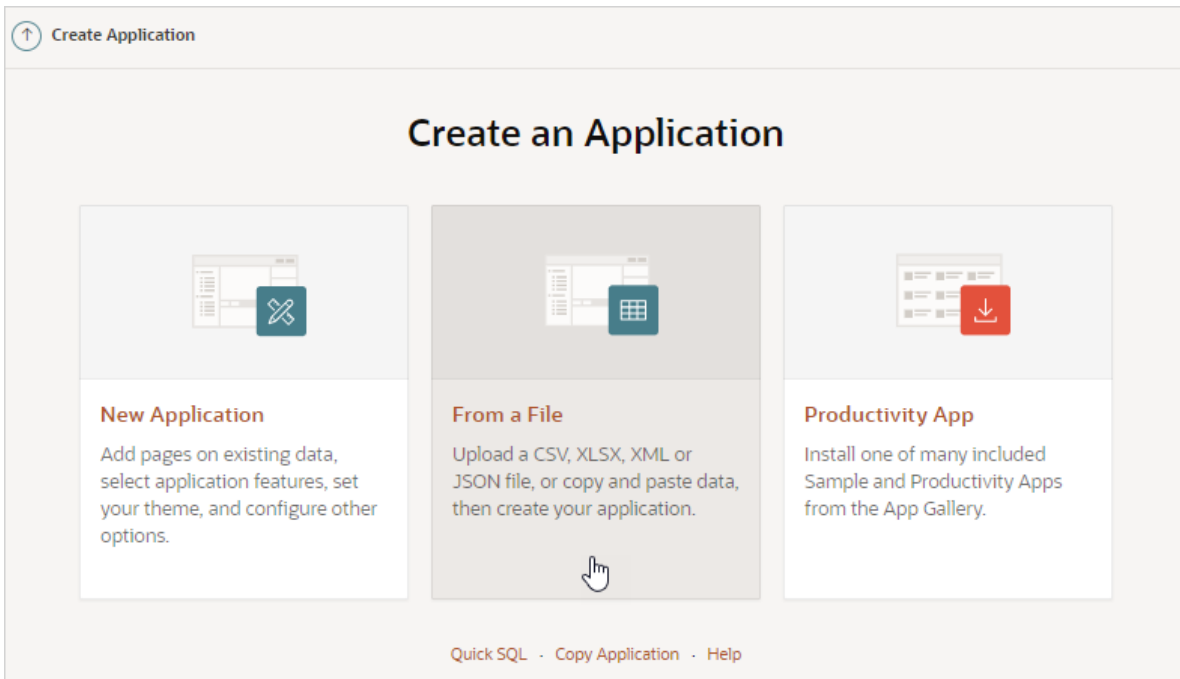 Create Application
Create an Application
New Application
Add pages on existing data,
select application features, set
your theme, and configure other
options.
From a File
Upload a CSV, XLSX, XML or
JSON file, or copy and paste data,
then create your application.
Productivity App
Install one of many included
Sample and Productivity Apps
from the App Gallery.
Quick SQL · Copy Application · Help